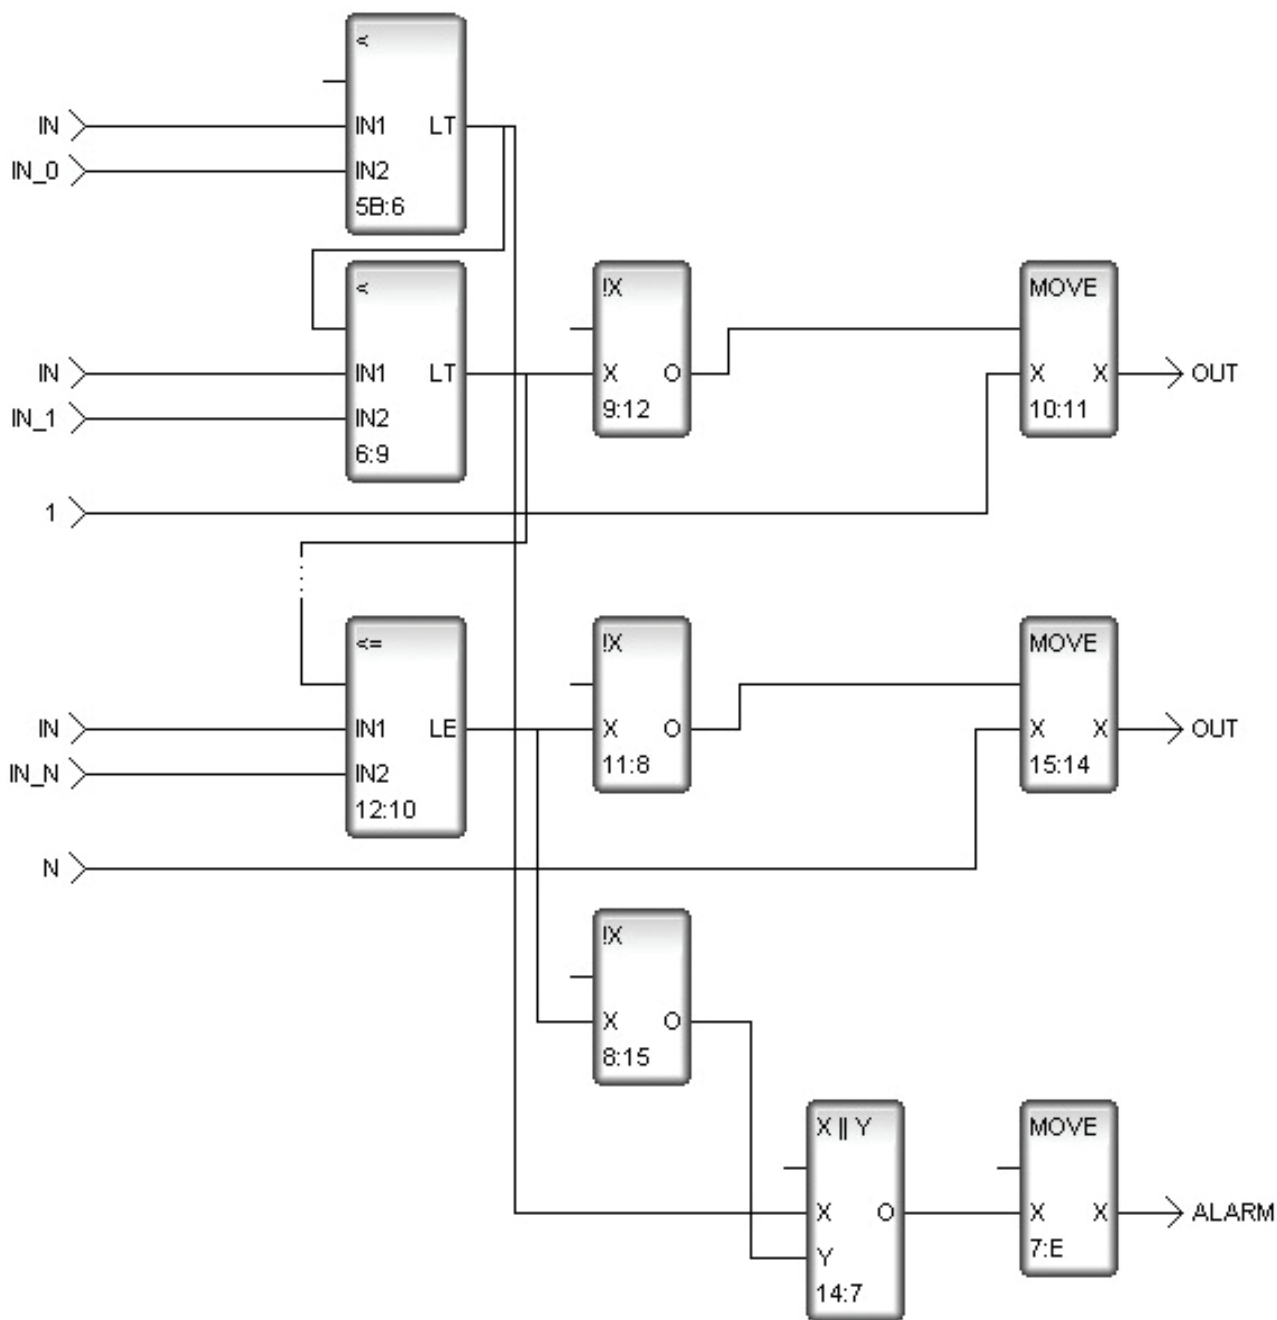 <
IN IN1 LT
IN_0 IN2
5B:6
< !X MOVE
IN IN1 LT X O X X OUT
IN_1 IN2 9:12 10:11
6:9
1
<= !X MOVE
IN IN1 LE X O X X OUT
IN_N IN2 11:8 15:14
12:10
N
!X
X O
8:15
X || Y MOVE
X O X X ALARM
Y 7:E
14:7